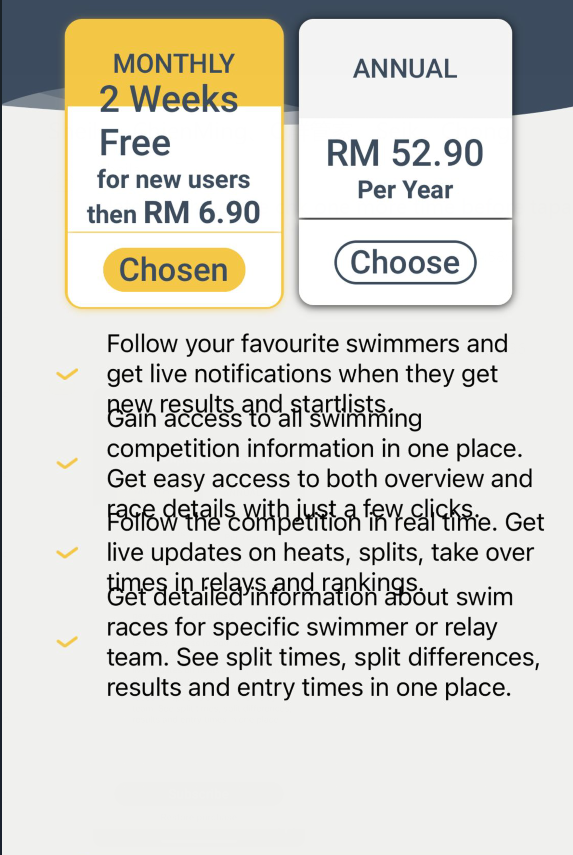 MONTHLY
2 Weeks
Free
for new users
then RM 6.90
Chosen
ANNUAL
RM 52.90
Per Year
Choose
Follow your favourite swimmers and
get live notifications when they get
new results and startlists.
Gain access to all swimming
competition information in one place.
Get easy access to both overview and
race details with just a few clicks.
Follow the competition in real time. Get
live updates on heats, splits, take over
times in relays and rankings.
Get detailed information about swim
races for specific swimmer or relay
team. See split times, split differences,
results and entry times in one place.